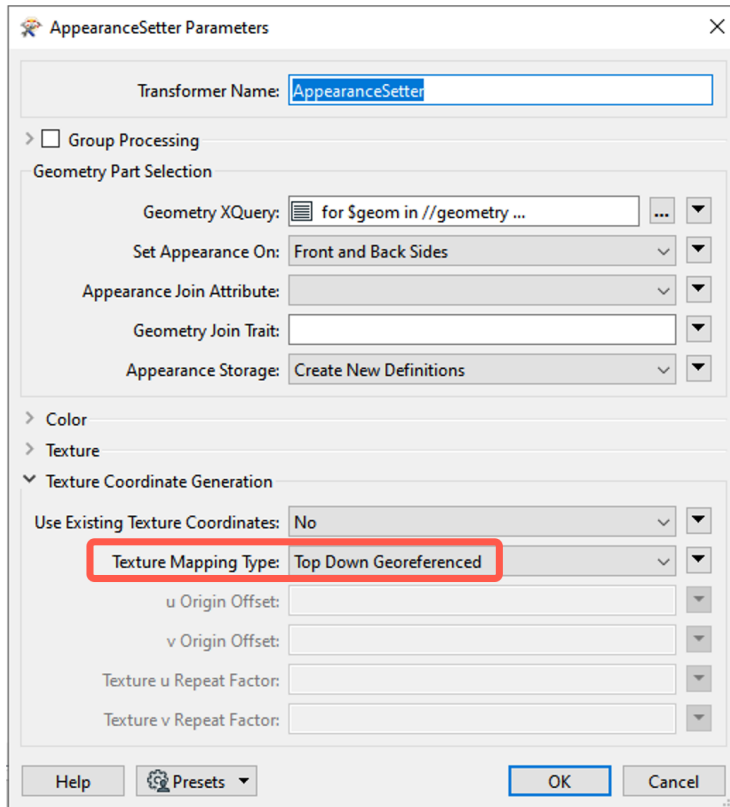 AppearanceSetter Parameters
Transformer Name: AppearanceSetter
Group Processing
Geometry Part Selection
Geometry XQuery: for $geom in //geometry ... ...
Set Appearance On: Front and Back Sides
Appearance Join Attribute:
Geometry Join Trait:
Appearance Storage: Create New Definitions
Color
Texture
Texture Coordinate Generation
Use Existing Texture Coordinates: No
Texture Mapping Type: Top Down Georeferenced
u Origin Offset:
v Origin Offset:
Texture u Repeat Factor:
Texture v Repeat Factor:
Help Presets OK Cancel